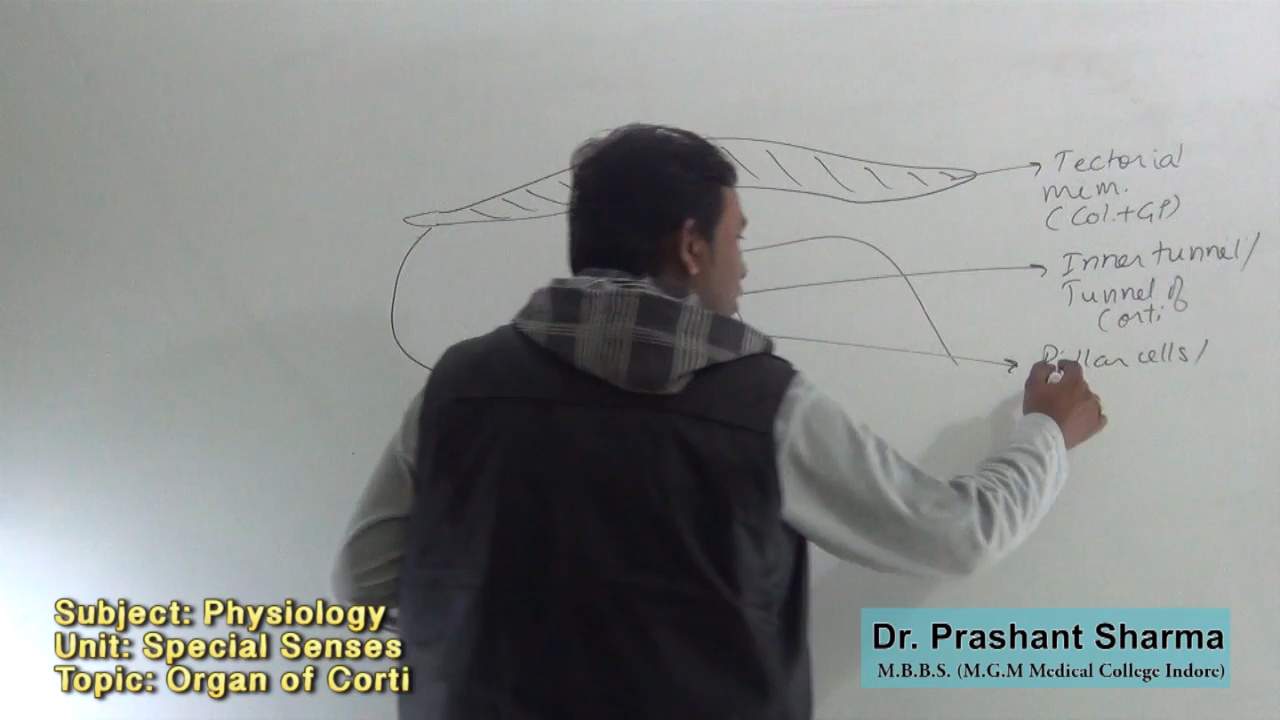 Tectorial
mem.
(Col.+GP)
Inner tunnel/
Tunnel of
Corti
Pillar cells/
Subject: Physiology
Unit: Special Senses
Topic: Organ of Corti
Dr. Prashant Sharma
M.B.B.S. (M.G.M Medical College Indore)